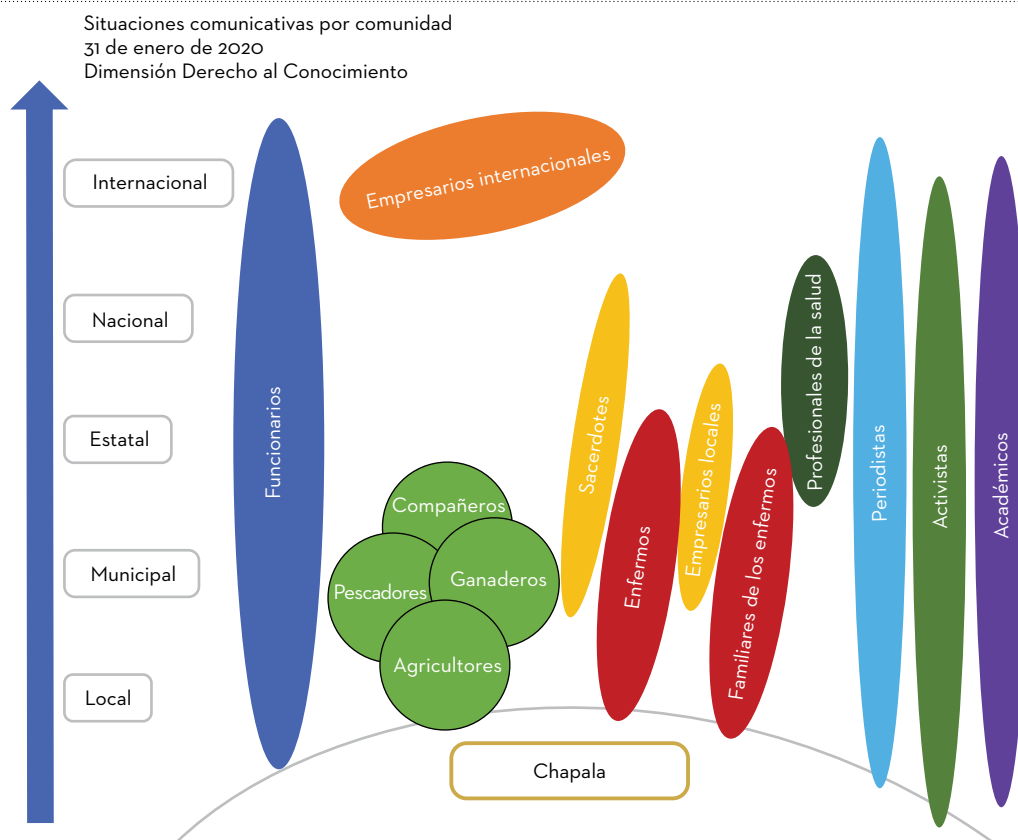 Situaciones comunicativas por comunidad
31 de enero de 2020
Dimensión Derecho al Conocimiento
Internacional
Nacional
Estatal
Municipal
Local
Funcionarios
Empresarios internacionales
Compañeros
Pescadores
Ganaderos
Agricultores
Sacerdotes
Enfermos
Empresarios locales
Familiares de los enfermos
Profesionales de la salud
Periodistas
Activistas
Académicos
Chapala